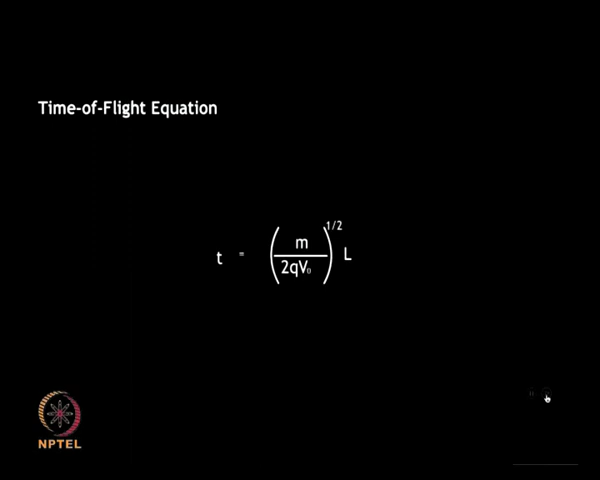 Time-of-Flight Equation
t = ( m / 2qV₀ )^1/2 L
NPTEL